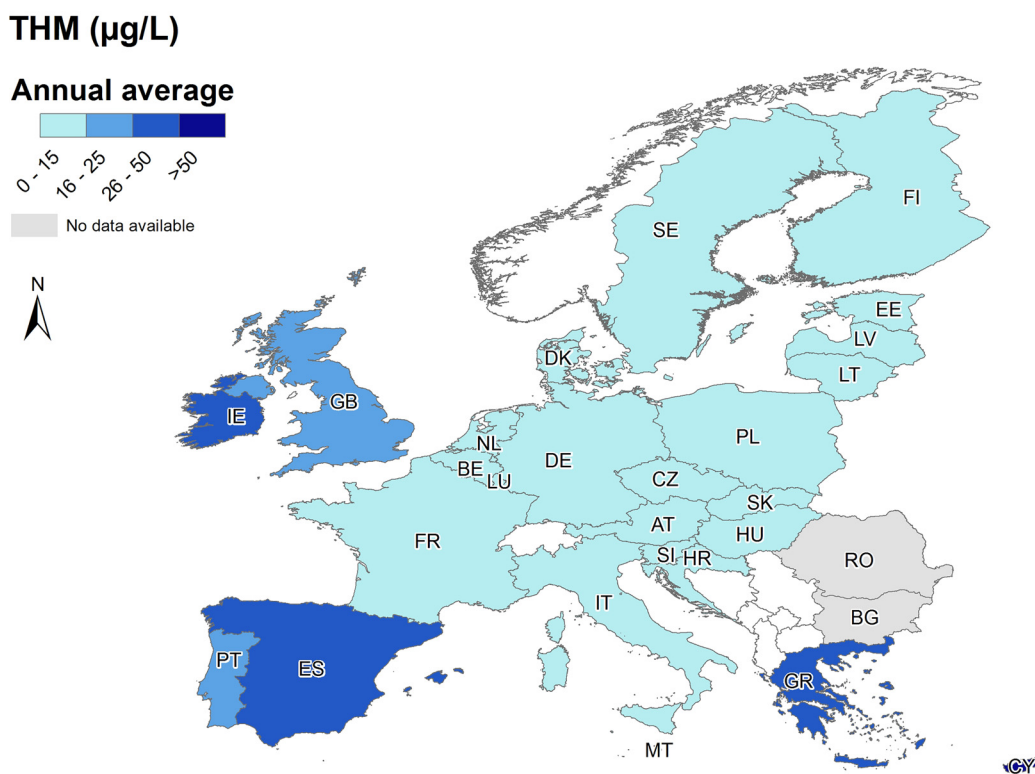 THM (µg/L)
Annual average
0 - 15
16 - 25
26 - 50
>50
No data available
N
FI
SE
EE
LV
LT
DK
IE
GB
NL
BE
LU
DE
PL
CZ
SK
AT
HU
FR
SI
HR
RO
IT
BG
PT
ES
GR
MT
CY